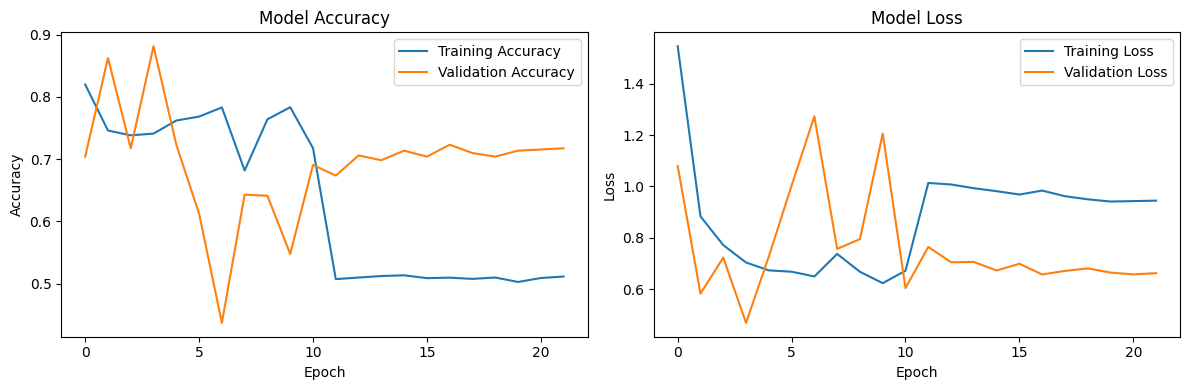 Model Accuracy
Training Accuracy
Validation Accuracy
Accuracy
0.9
0.8
0.7
0.6
0.5
0
5
10
15
20
Epoch
Model Loss
Training Loss
Validation Loss
Loss
1.4
1.2
1.0
0.8
0.6
0
5
10
15
20
Epoch